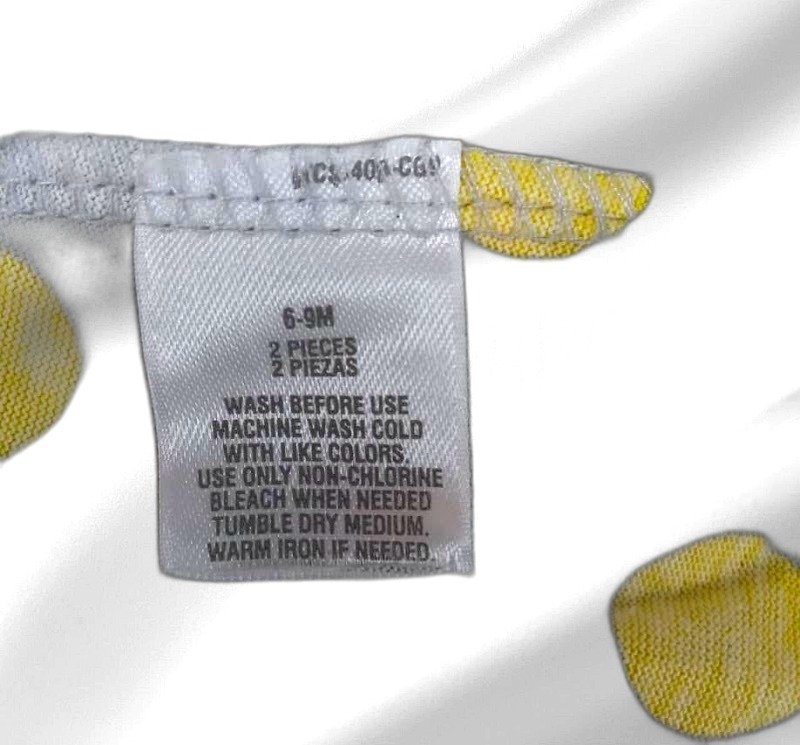 6-9M
2 PIECES
2 PIEZAS
WASH BEFORE USE
MACHINE WASH COLD
WITH LIKE COLORS.
USE ONLY NON-CHLORINE
BLEACH WHEN NEEDED
TUMBLE DRY MEDIUM.
WARM IRON IF NEEDED.